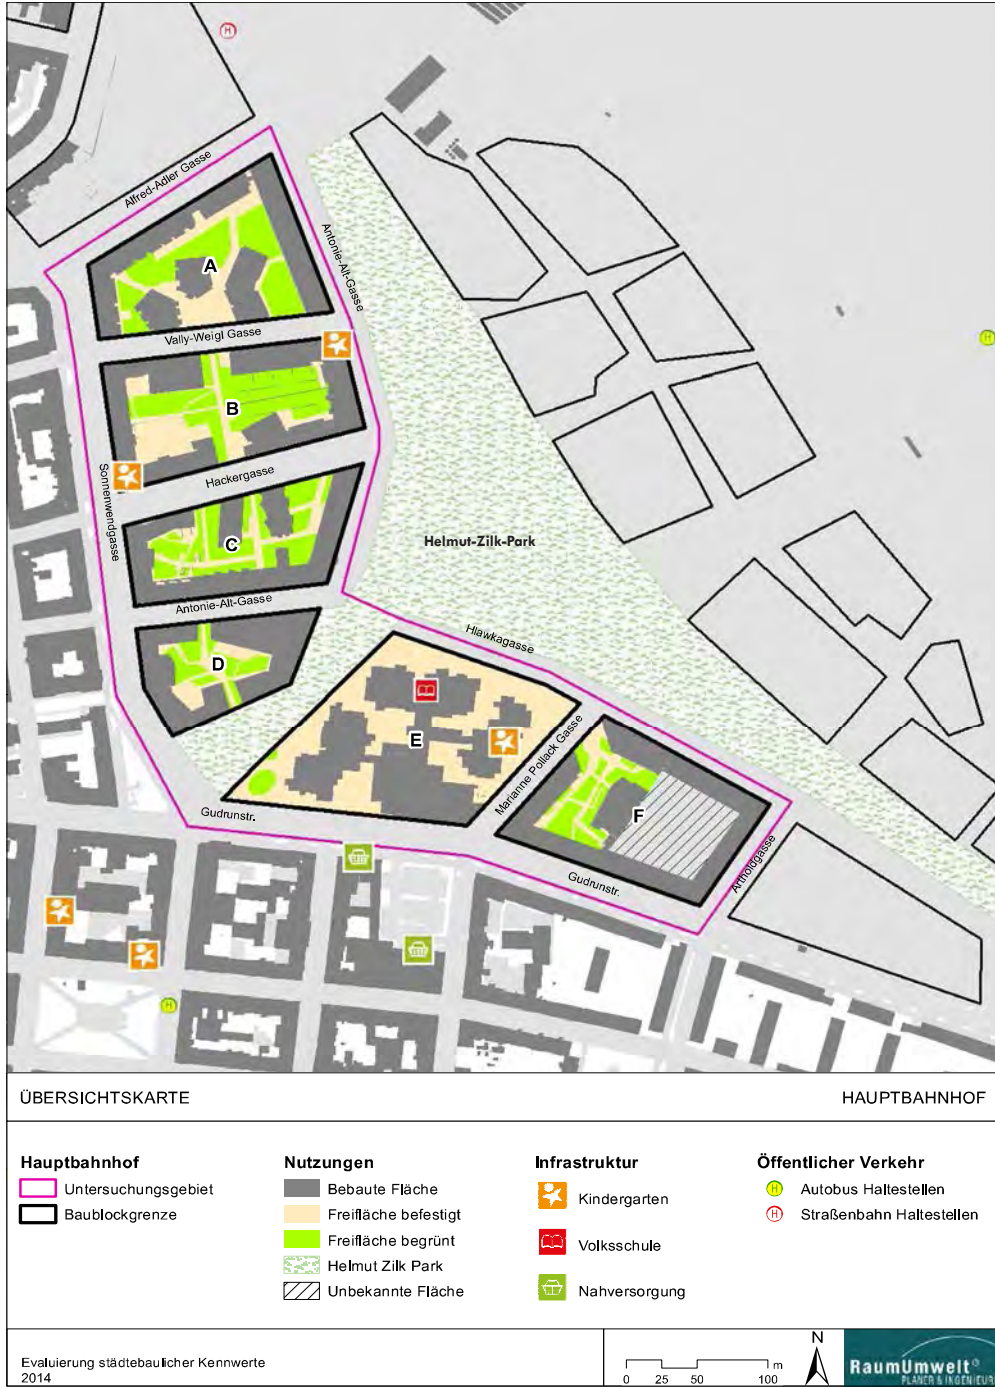 H
Alfred-Adler Gasse
Antonie-Alt-Gasse
A
H
Vally-Weigl Gasse
B
Sonnenwendgasse
Hackergasse
C
Helmut-Zilk-Park
Antonie-Alt-Gasse
Hlawkagasse
D
E
Marianne Pollack Gasse
F
Gudrunstr.
Artholdgasse
Gudrunstr.
H
ÜBERSICHTSKARTE
HAUPTBAHNHOF
Hauptbahnhof
Untersuchungsgebiet
Baublockgrenze
Nutzungen
Bebaute Fläche
Freifläche befestigt
Freifläche begrünt
Helmut Zilk Park
Unbekannte Fläche
Infrastruktur
Kindergarten
Volksschule
Nahversorgung
Öffentlicher Verkehr
H Autobus Haltestellen
H Straßenbahn Haltestellen
Evaluierung städtebaulicher Kennwerte
2014
m
0 25 50 100
N
RaumUmwelt®
PLANER & INGENIEUR